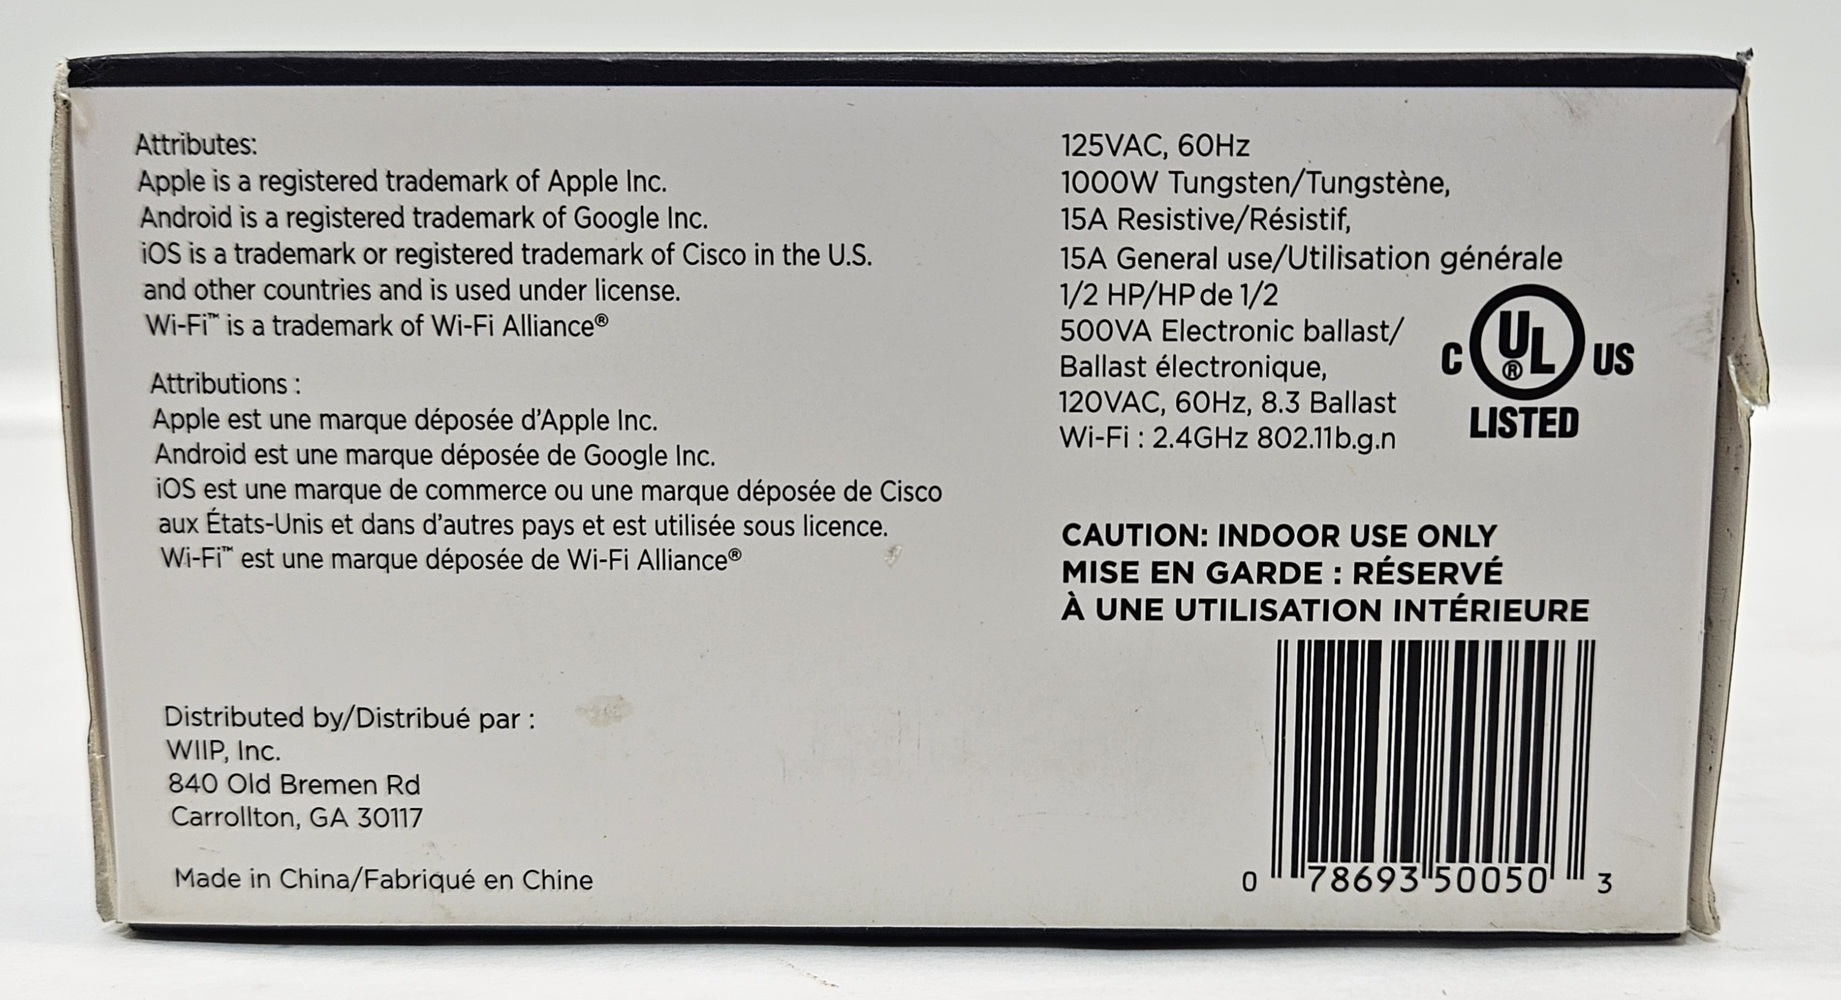 Attributes:
Apple is a registered trademark of Apple Inc.
Android is a registered trademark of Google Inc.
iOS is a trademark or registered trademark of Cisco in the U.S.
and other countries and is used under license.
Wi-Fi™ is a trademark of Wi-Fi Alliance®
Attributions :
Apple est une marque déposée d'Apple Inc.
Android est une marque déposée de Google Inc.
iOS est une marque de commerce ou une marque déposée de Cisco
aux États-Unis et dans d'autres pays et est utilisée sous licence.
Wi-Fi™ est une marque déposée de Wi-Fi Alliance®
Distributed by/Distribué par :
WIIP, Inc.
840 Old Bremen Rd
Carrollton, GA 30117
Made in China/Fabriqué en Chine
125VAC, 60Hz
1000W Tungsten/Tungstène,
15A Resistive/Résistif,
15A General use/Utilisation générale
1/2 HP/HP de 1/2
500VA Electronic ballast/
Ballast électronique,
120VAC, 60Hz, 8.3 Ballast
Wi-Fi : 2.4GHz 802.11b.g.n
C UL® US
LISTED
CAUTION: INDOOR USE ONLY
MISE EN GARDE : RÉSERVÉ
À UNE UTILISATION INTÉRIEURE
0 78693 50050 3